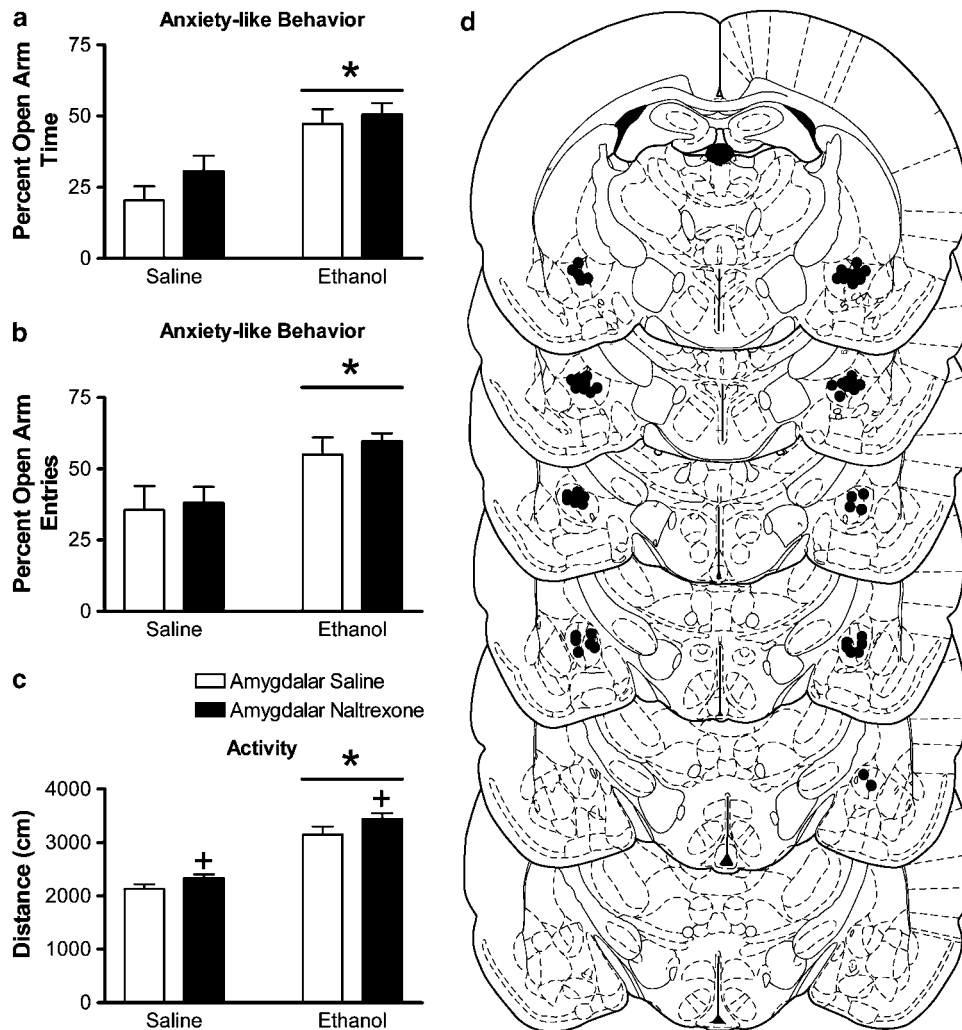 a
Anxiety-like Behavior
Percent Open Arm
Time
75
50
25
0
*
Saline
Ethanol
b
Anxiety-like Behavior
Percent Open Arm
Entries
75
50
25
0
*
Saline
Ethanol
c
Amygdalar Saline
Amygdalar Naltrexone
Activity
Distance (cm)
4000
3000
2000
1000
0
+
*
+
Saline
Ethanol
d